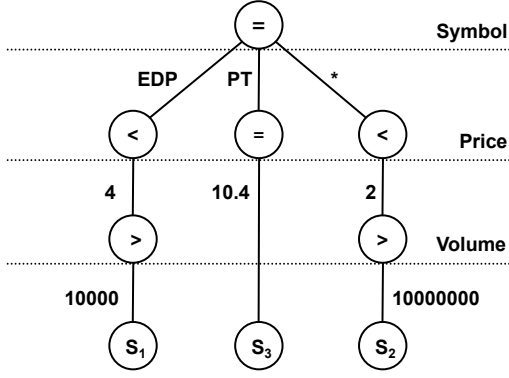 = Symbol
EDP PT *
< = < Price
4 10.4 2
> > Volume
10000 10000000
S1 S3 S2